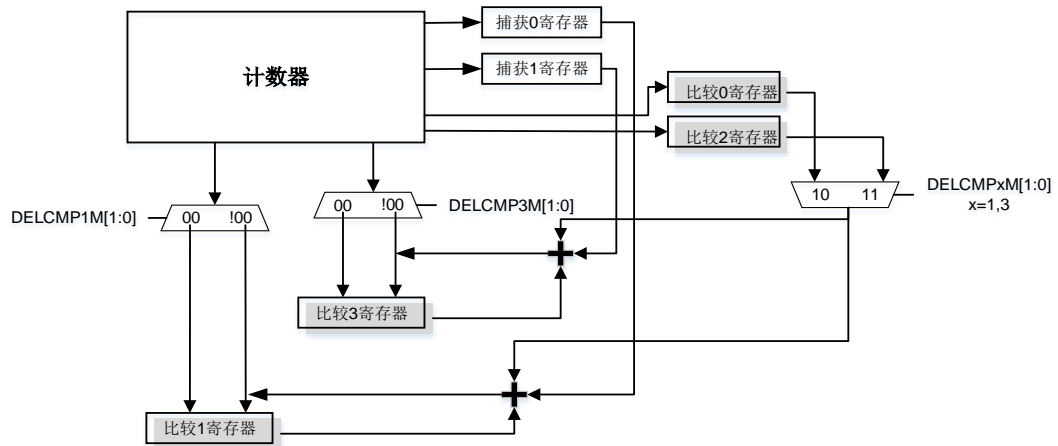 捕获0寄存器
计数器
捕获1寄存器
比较0寄存器
比较2寄存器
DELCMPxM[1:0]
x=1,3
10 11
DELCMP1M[1:0]
00 !00
00 !00
DELCMP3M[1:0]
比较3寄存器
比较1寄存器